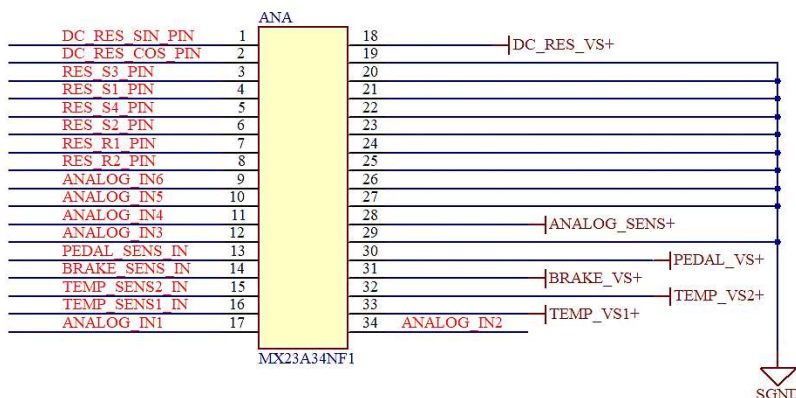 ANA
DC_RES_SIN_PIN 1 18 DC_RES_VS+
DC_RES_COS_PIN 2 19
RES_S3_PIN 3 20
RES_S1_PIN 4 21
RES_S4_PIN 5 22
RES_S2_PIN 6 23
RES_R1_PIN 7 24
RES_R2_PIN 8 25
ANALOG_IN6 9 26
ANALOG_IN5 10 27
ANALOG_IN4 11 28 ANALOG_SENS+
ANALOG_IN3 12 29
PEDAL_SENS_IN 13 30 PEDAL_VS+
BRAKE_SENS_IN 14 31 BRAKE_VS+
TEMP_SENS2_IN 15 32 TEMP_VS2+
TEMP_SENS1_IN 16 33 TEMP_VS1+
ANALOG_IN1 17 34 ANALOG_IN2
MX23A34NF1
SGND